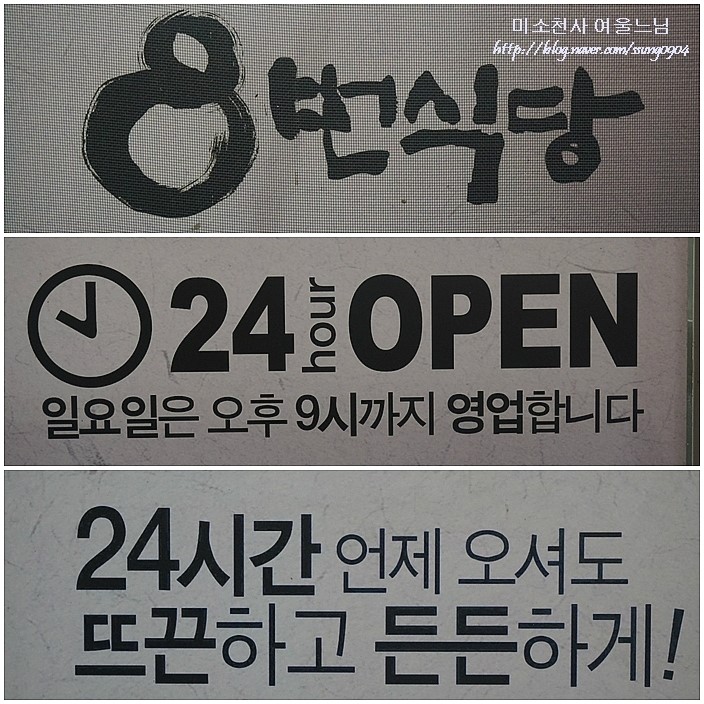 미소천사 여울느님
http://blog.naver.com/ssung0904
8번식당
24 hour OPEN
일요일은 오후 9시까지 영업합니다
24시간 언제 오셔도
뜨끈하고 든든하게!